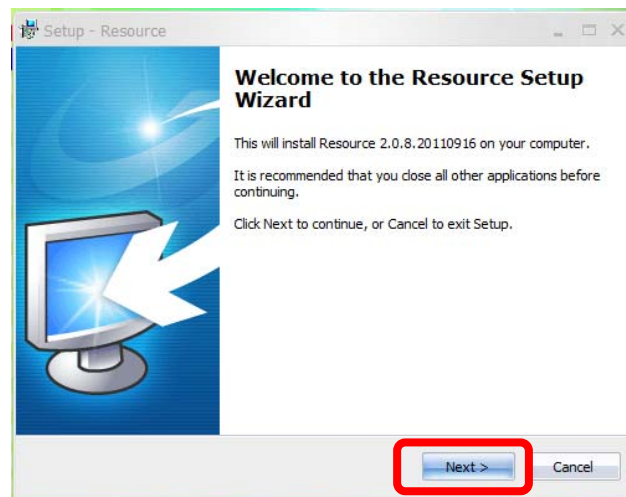 Setup - Resource
Welcome to the Resource Setup
Wizard
This will install Resource 2.0.8.20110916 on your computer.
It is recommended that you close all other applications before
continuing.
Click Next to continue, or Cancel to exit Setup.
Next >
Cancel